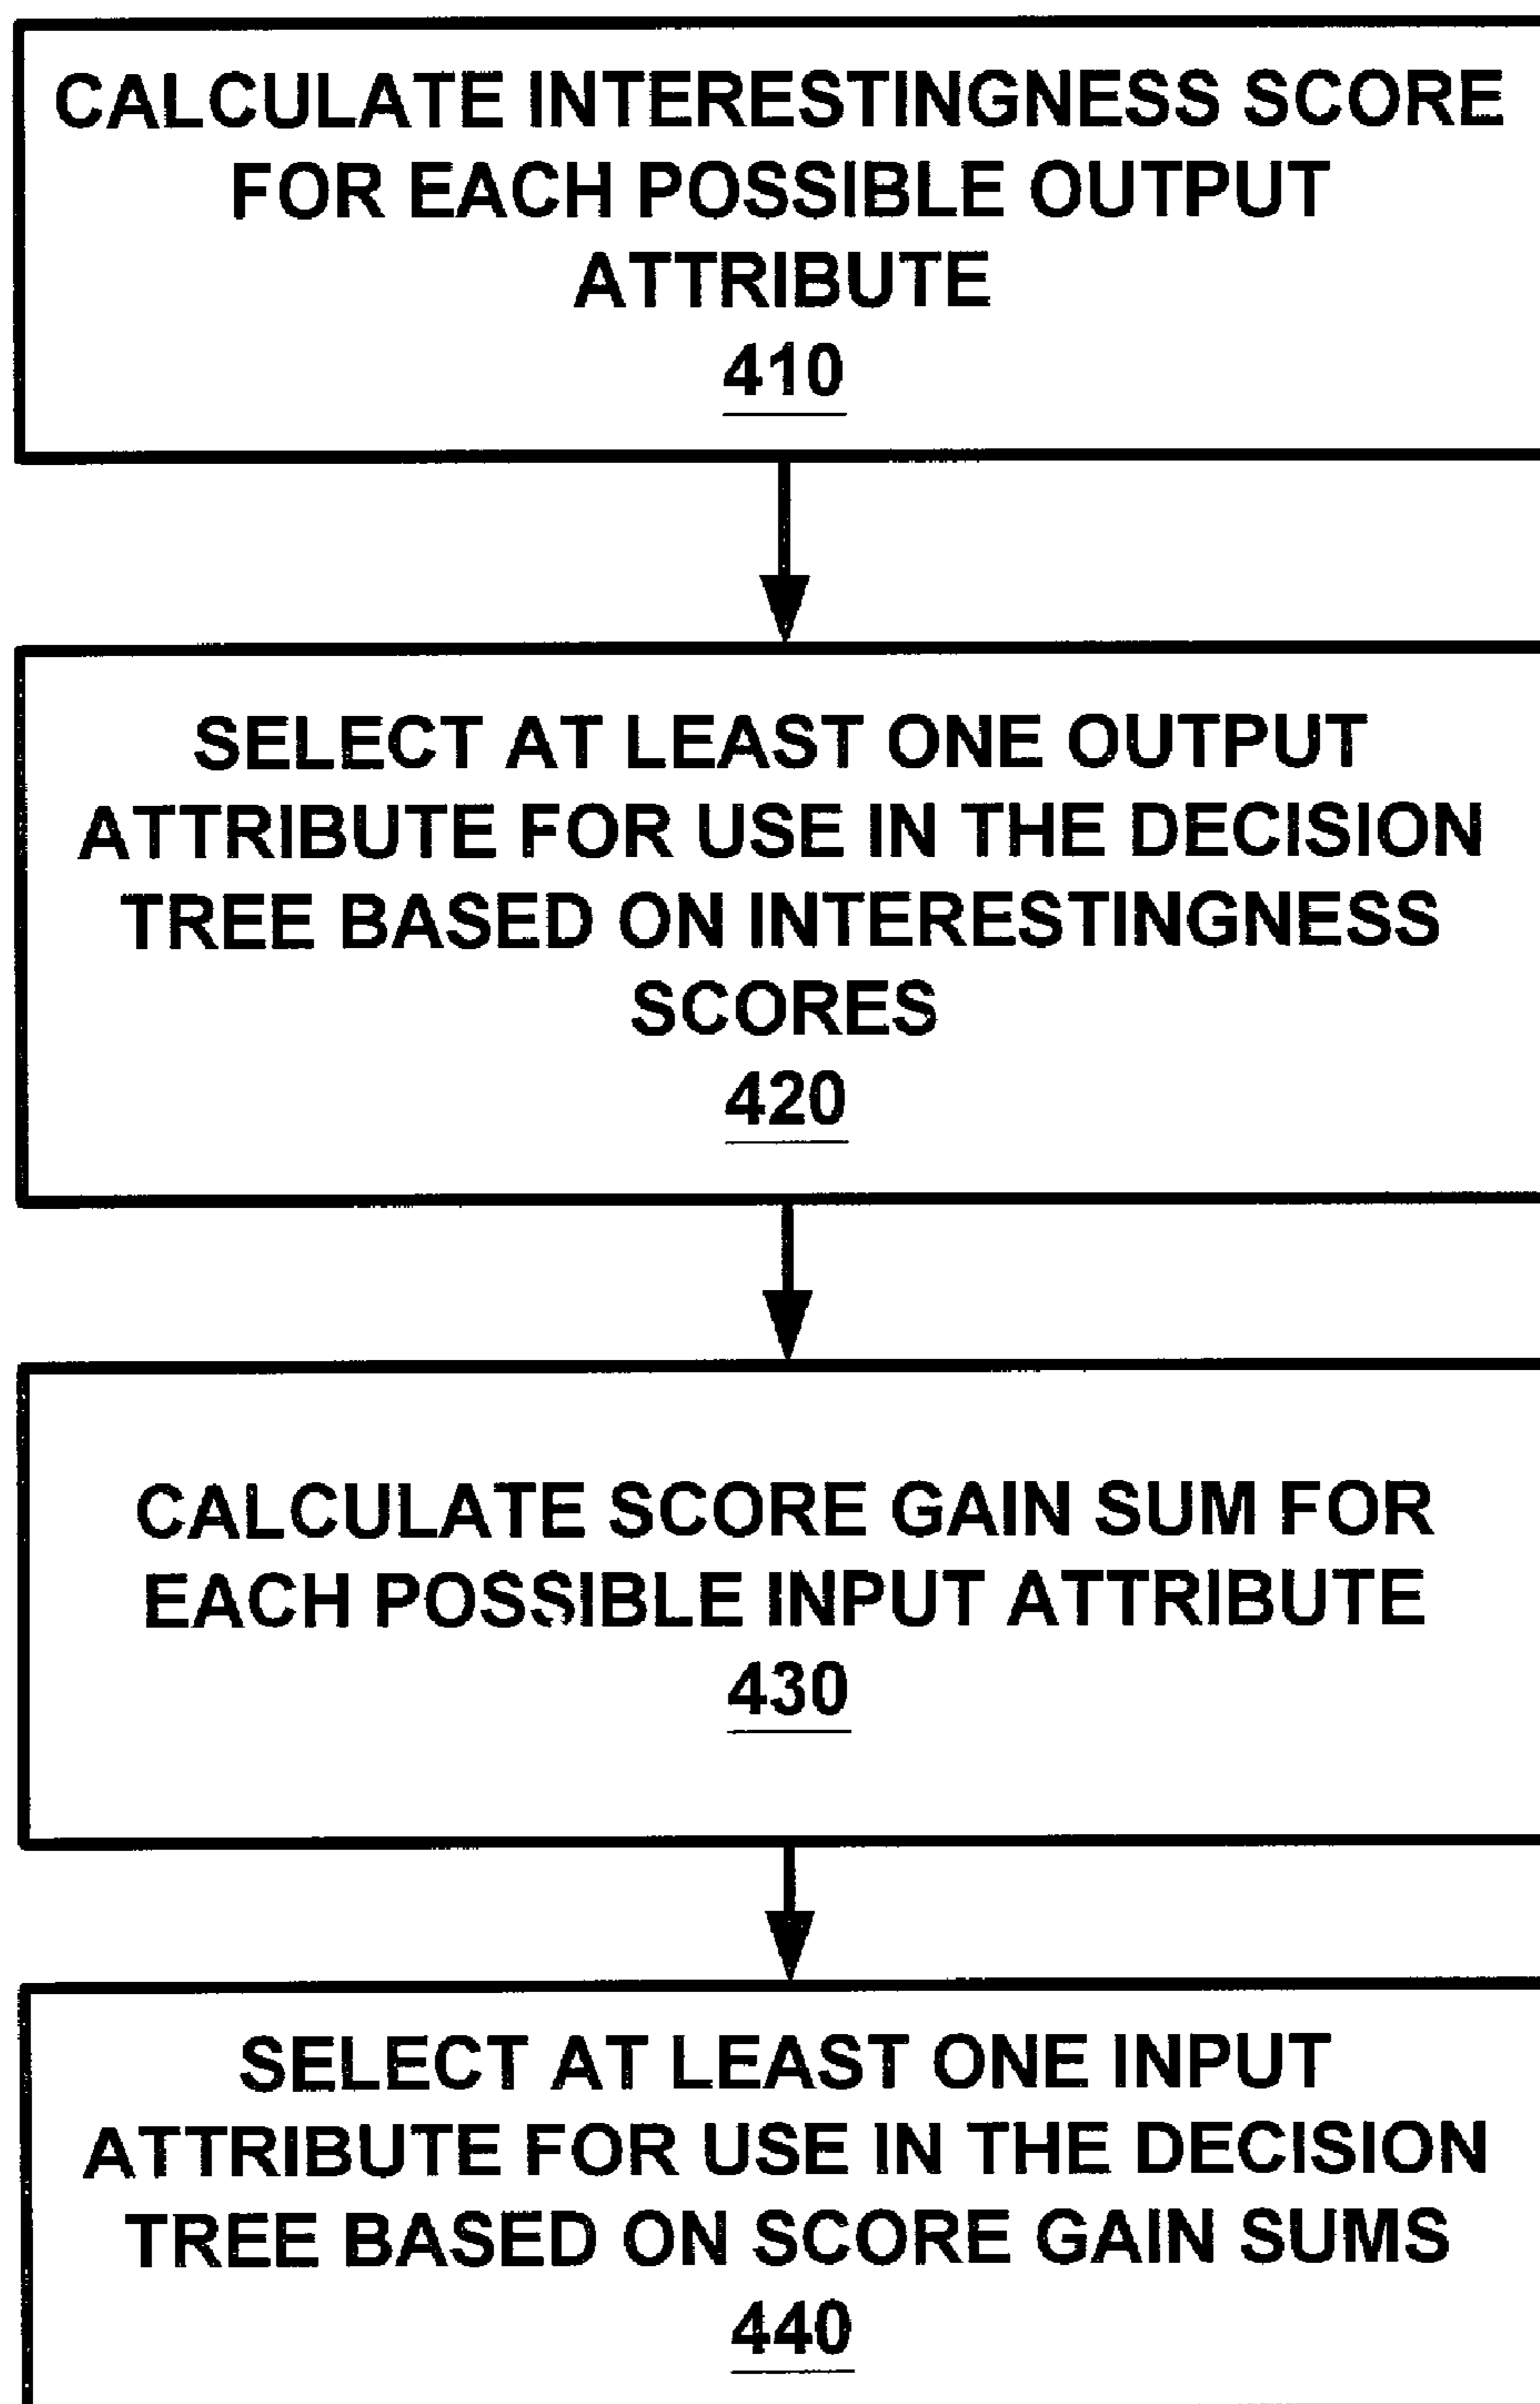 CALCULATE INTERESTINGNESS SCORE
FOR EACH POSSIBLE OUTPUT
ATTRIBUTE
410
SELECT AT LEAST ONE OUTPUT
ATTRIBUTE FOR USE IN THE DECISION
TREE BASED ON INTERESTINGNESS
SCORES
420
CALCULATE SCORE GAIN SUM FOR
EACH POSSIBLE INPUT ATTRIBUTE
430
SELECT AT LEAST ONE INPUT
ATTRIBUTE FOR USE IN THE DECISION
TREE BASED ON SCORE GAIN SUMS
440